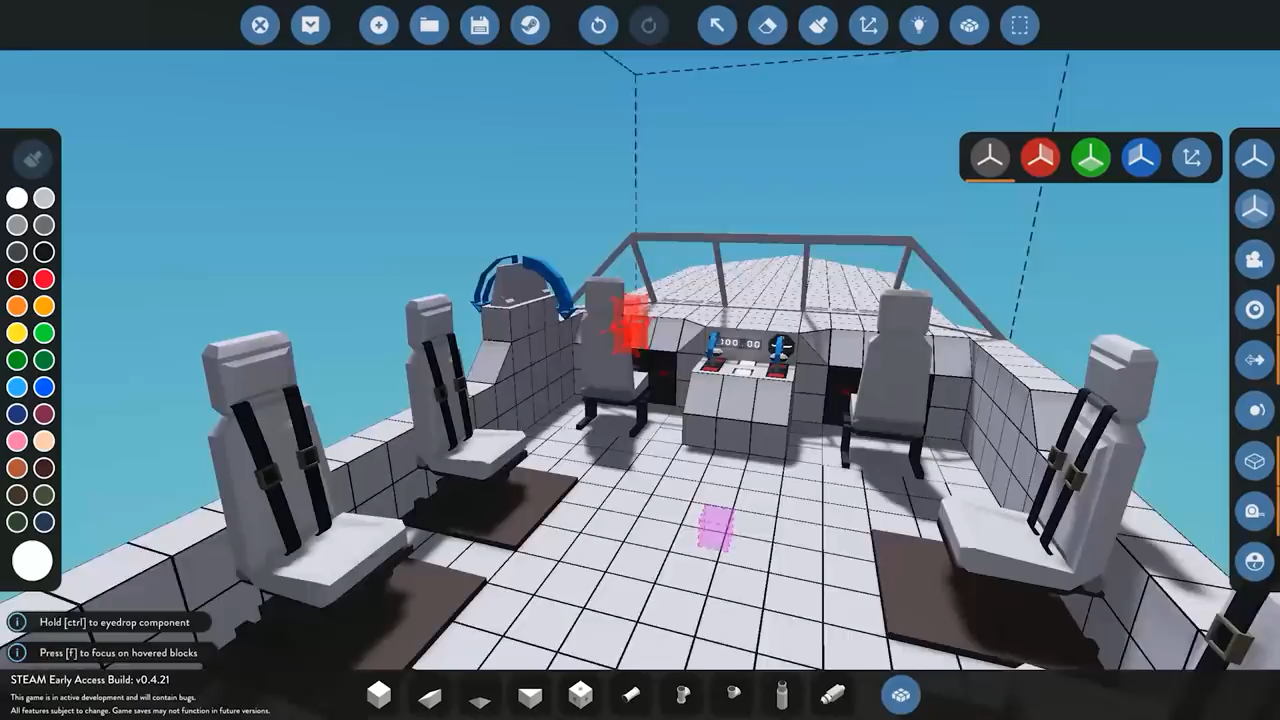 000.00
Hold [ctrl] to eyedrop component
Press [f] to focus on hovered blocks
STEAM Early Access Build: v0.4.21
This game is in active development and will contain bugs.
All features subject to change. Game saves may not function in future versions.